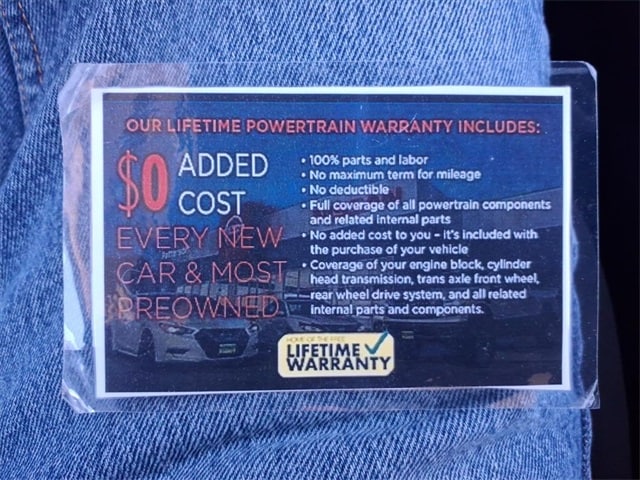 OUR LIFETIME POWERTRAIN WARRANTY INCLUDES:
$0 ADDED
COST
EVERY NEW
CAR & MOST
PREOWNED
• 100% parts and labor
• No maximum term for mileage
• No deductible
• Full coverage of all powertrain components
and related internal parts
• No added cost to you - it's included with
the purchase of your vehicle
• Coverage of your engine block, cylinder
head transmission, trans axle front wheel,
rear wheel drive system, and all related
internal parts and components.
HOME OF THE FREE
LIFETIME
WARRANTY